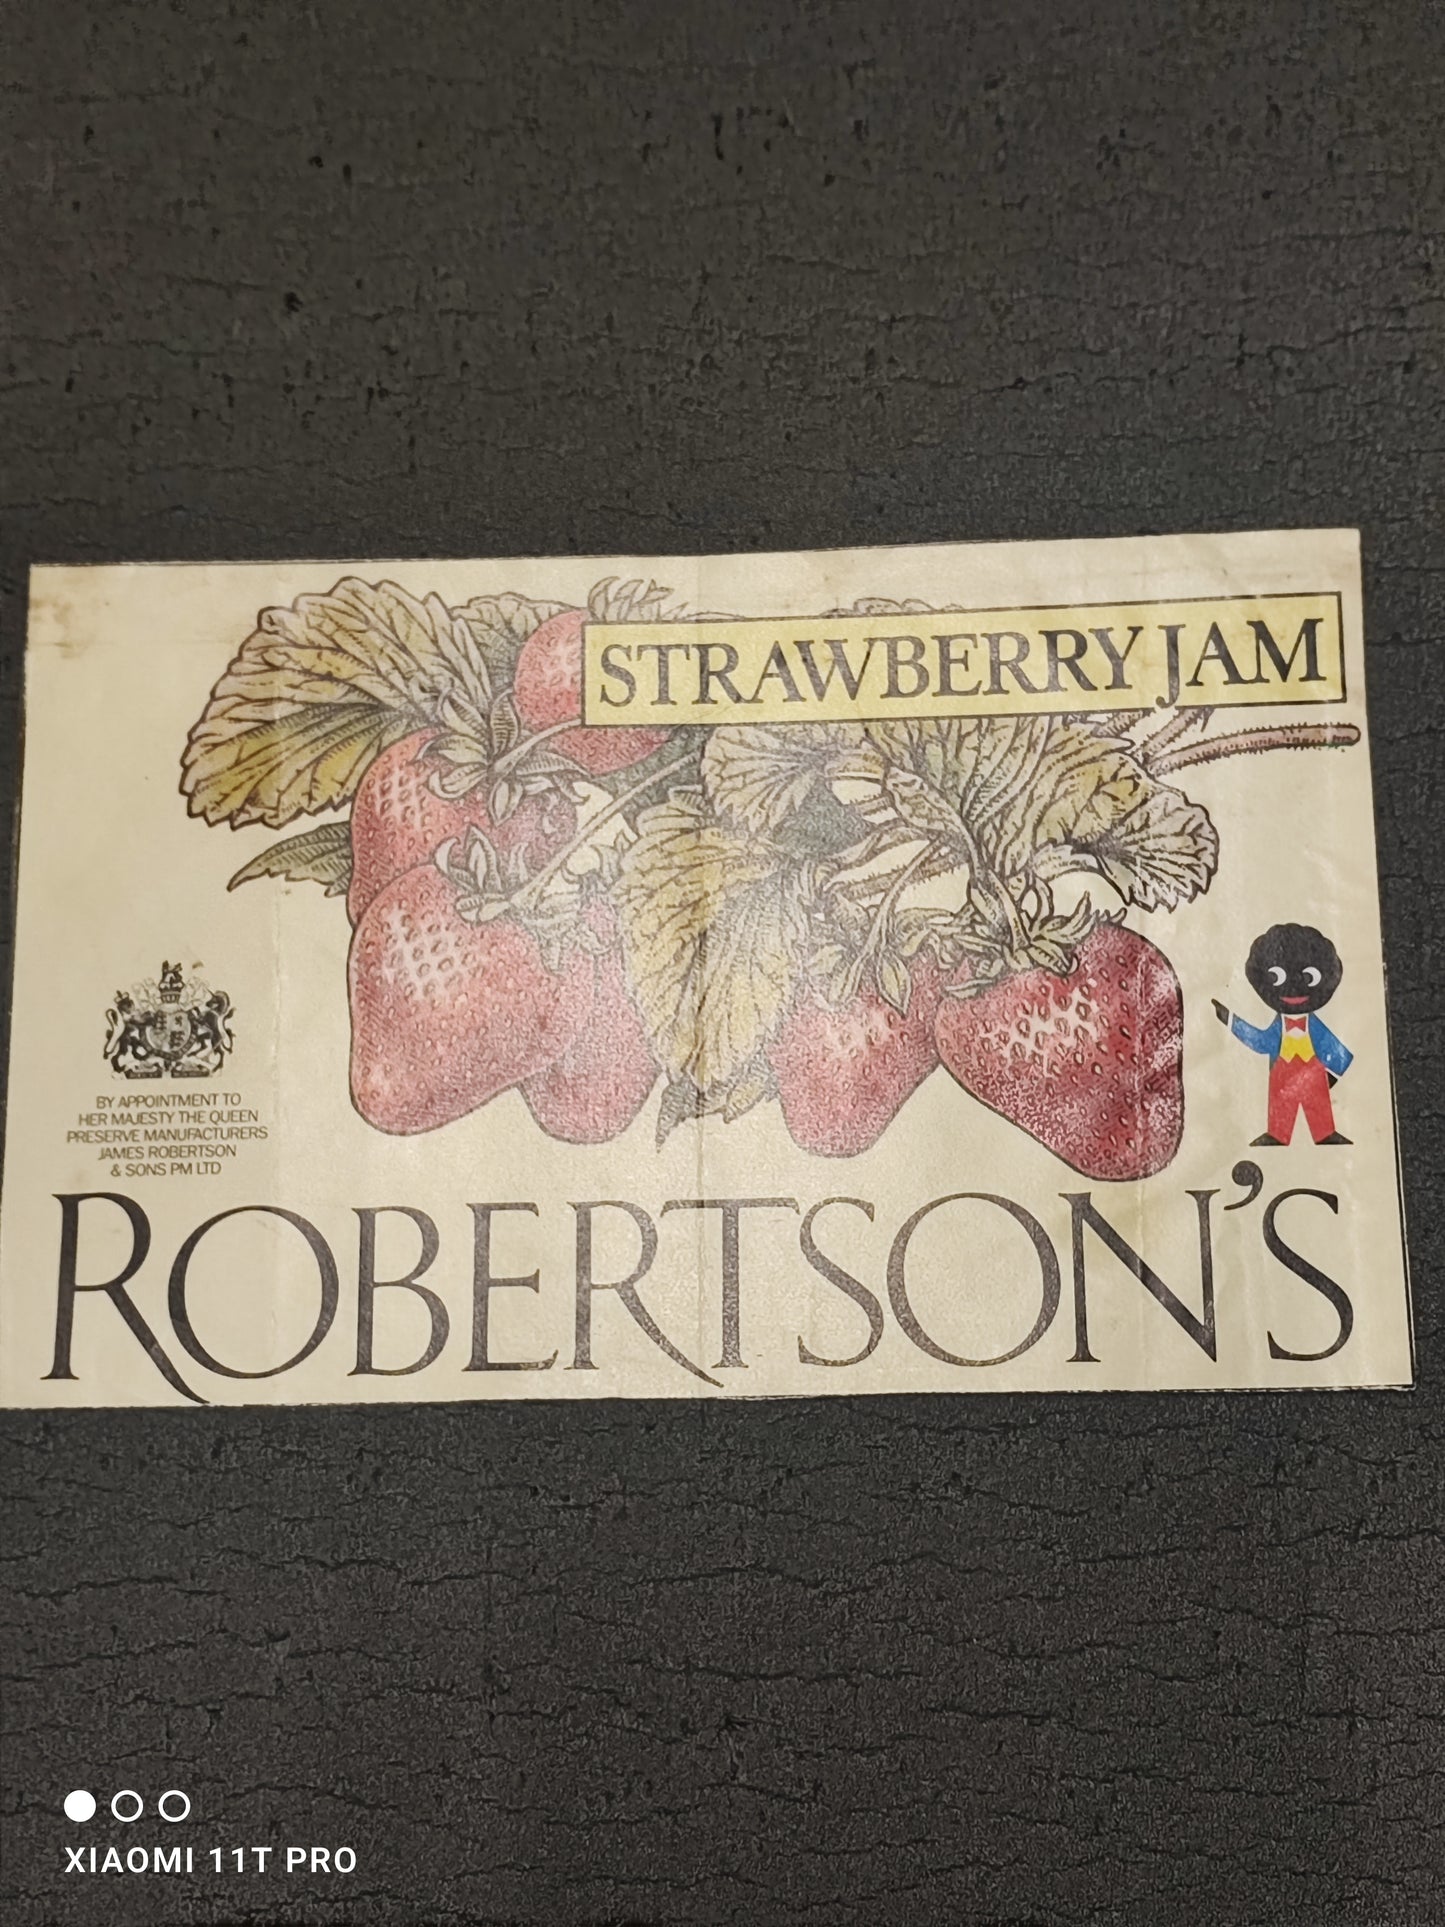 STRAWBERRY JAM
BY APPOINTMENT TO
HER MAJESTY THE QUEEN
PRESERVE MANUFACTURERS
JAMES ROBERTSON
& SONS PM LTD
ROBERTSON'S
XIAOMI 11T PRO